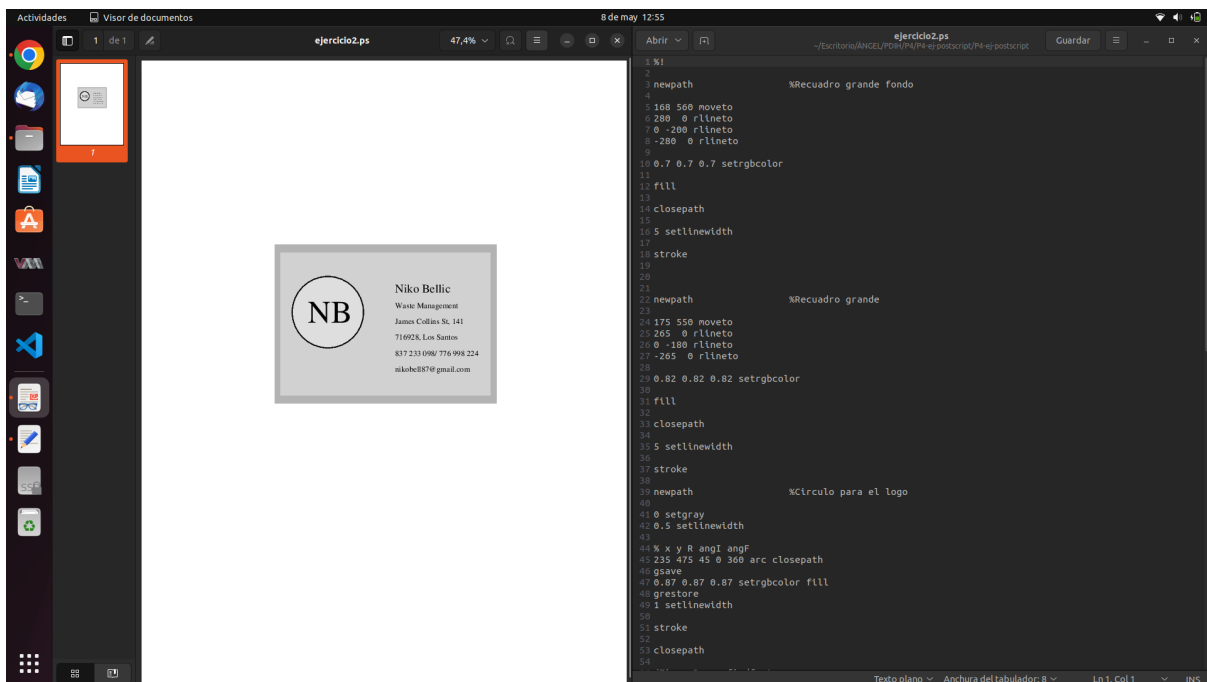 Actividades Visor de documentos 8 de may 12:55
1 de 1 ejercicio2.ps 47,4%
Abrir ejercicio2.ps Guardar
~/Escritorio/ÁNGEL/PDIH/P4/P4-ej-postscript/P4-ej-postscript
1
NB
Niko Bellic
Waste Management
James Collins St, 141
716928, Los Santos
837 233 098/ 776 998 224
nikobell87@gmail.com
1 %!
2
3 newpath %Recuadro grande fondo
4
5 168 560 moveto
6 280 0 rlineto
7 0 -200 rlineto
8 -280 0 rlineto
9
10 0.7 0.7 0.7 setrgbcolor
11
12 fill
13
14 closepath
15
16 5 setlinewidth
17
18 stroke
19
20
21
22 newpath %Recuadro grande
23
24 175 550 moveto
25 265 0 rlineto
26 0 -180 rlineto
27 -265 0 rlineto
28
29 0.82 0.82 0.82 setrgbcolor
30
31 fill
32
33 closepath
34
35 5 setlinewidth
36
37 stroke
38
39 newpath %Circulo para el logo
40
41 0 setgray
42 0.5 setlinewidth
43
44 % x y R angI angF
45 235 475 45 0 360 arc closepath
46 gsave
47 0.87 0.87 0.87 setrgbcolor fill
48 grestore
49 1 setlinewidth
50
51 stroke
52
53 closepath
54
Texto plano Anchura del tabulador: 8 Ln 1, Col 1 INS